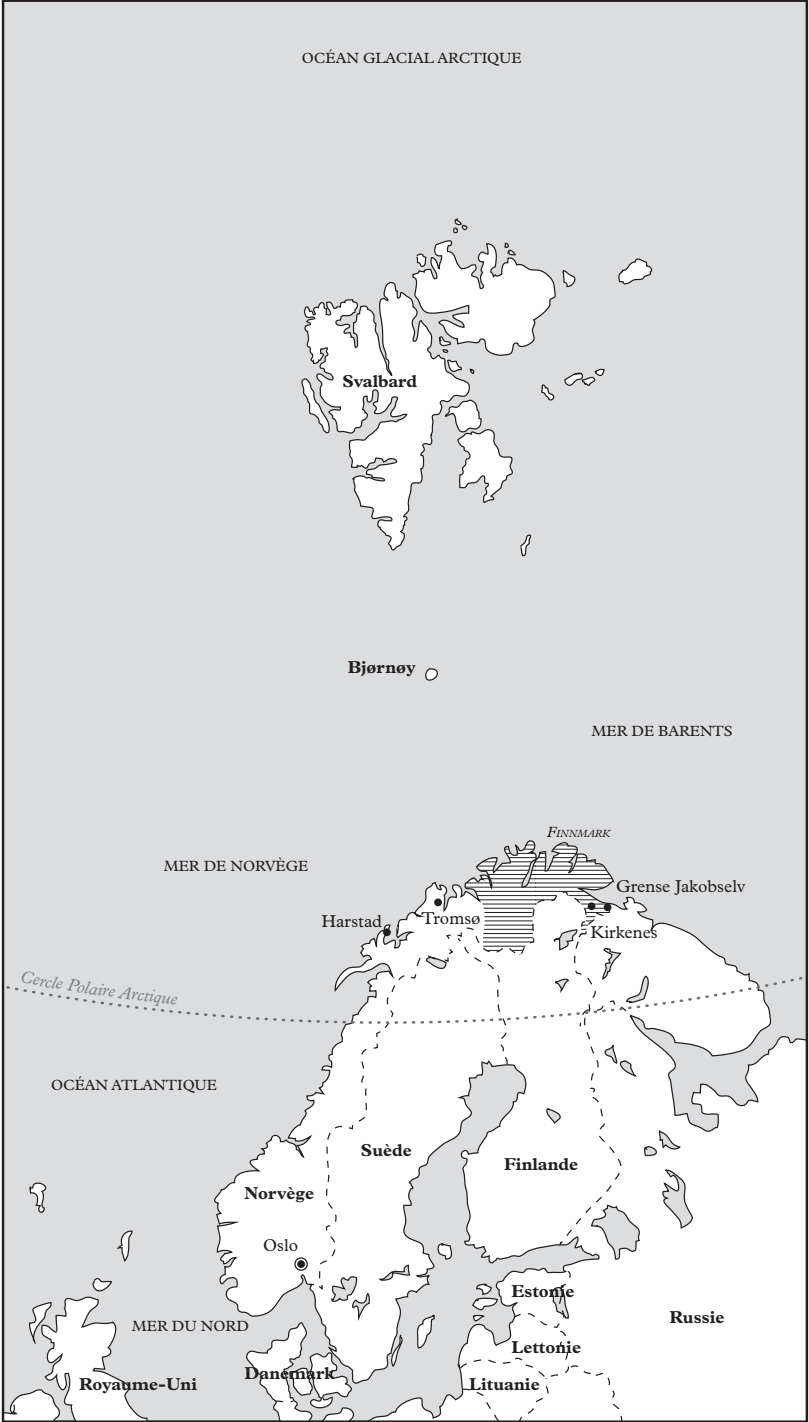 OCÉAN GLACIAL ARCTIQUE
Svalbard
Bjørnøy
MER DE BARENTS
FINNMARK
MER DE NORVÈGE
Grense Jakobselv
Harstad
Tromsø
Kirkenes
Cercle Polaire Arctique
OCÉAN ATLANTIQUE
Suède
Finlande
Norvège
Oslo
Estonie
Russie
MER DU NORD
Lettonie
Danemark
Royaume-Uni
Lituanie